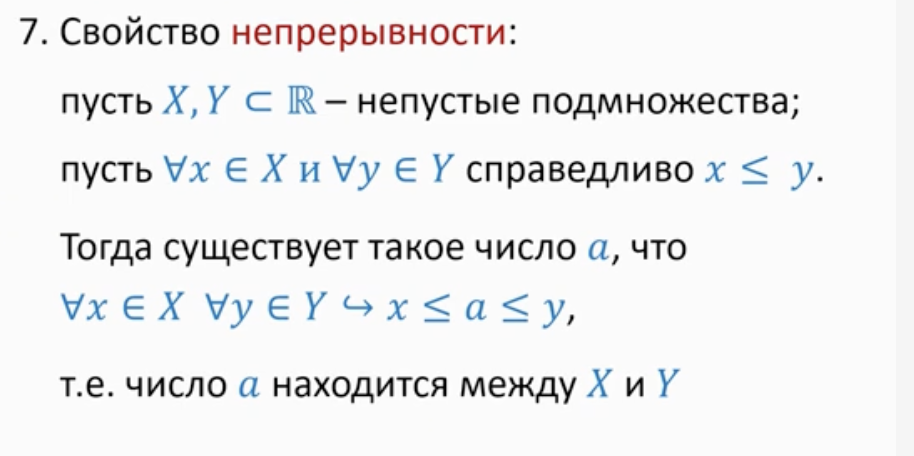 7. Свойство непрерывности:
пусть X, Y ⊂ ℝ – непустые подмножества;
пусть ∀x ∈ X и ∀y ∈ Y справедливо x ≤ y.
Тогда существует такое число a, что
∀x ∈ X ∀y ∈ Y ↪ x ≤ a ≤ y,
т.е. число a находится между X и Y